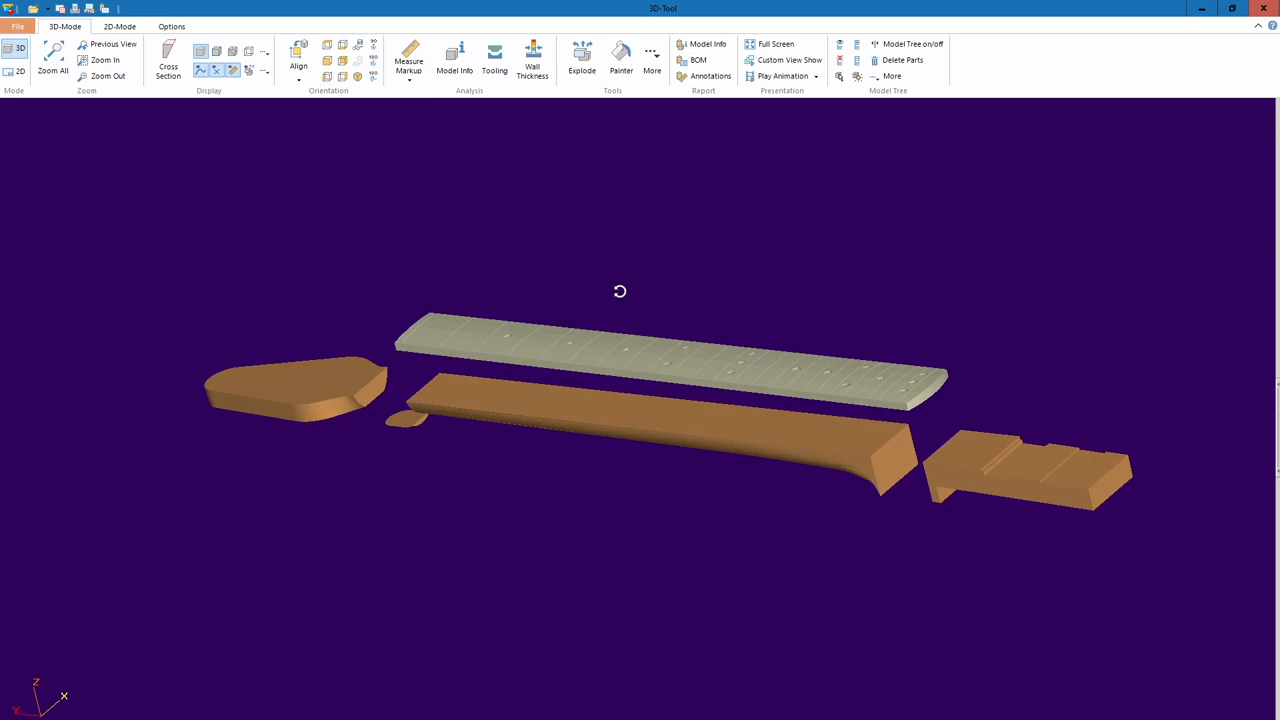 3D-Tool
File 3D-Mode 2D-Mode Options
3D Previous View Model Info Full Screen Model Tree on/off
Zoom In BOM Custom View Show Delete Parts
2D Zoom All Zoom Out Cross Section Align Measure Markup Model Info Tooling Wall Thickness Explode Painter More Annotations Play Animation More
Mode Zoom Display Orientation Analysis Tools Report Presentation Model Tree
Z
X
Y